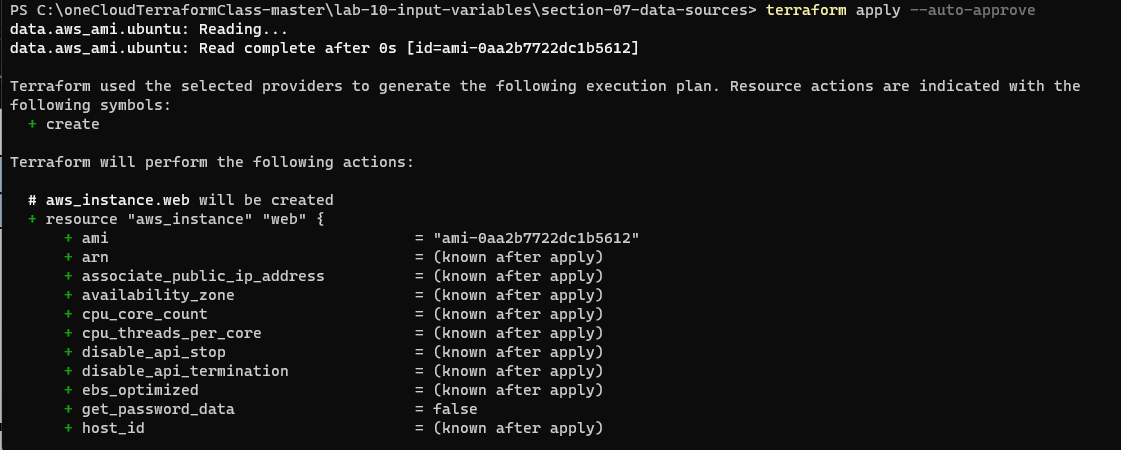 PS C:\oneCloudTerraformClass-master\lab-10-input-variables\section-07-data-sources> terraform apply --auto-approve
data.aws_ami.ubuntu: Reading...
data.aws_ami.ubuntu: Read complete after 0s [id=ami-0aa2b7722dc1b5612]
Terraform used the selected providers to generate the following execution plan. Resource actions are indicated with the
following symbols:
+ create
Terraform will perform the following actions:
# aws_instance.web will be created
+ resource "aws_instance" "web" {
+ ami = "ami-0aa2b7722dc1b5612"
+ arn = (known after apply)
+ associate_public_ip_address = (known after apply)
+ availability_zone = (known after apply)
+ cpu_core_count = (known after apply)
+ cpu_threads_per_core = (known after apply)
+ disable_api_stop = (known after apply)
+ disable_api_termination = (known after apply)
+ ebs_optimized = (known after apply)
+ get_password_data = false
+ host_id = (known after apply)